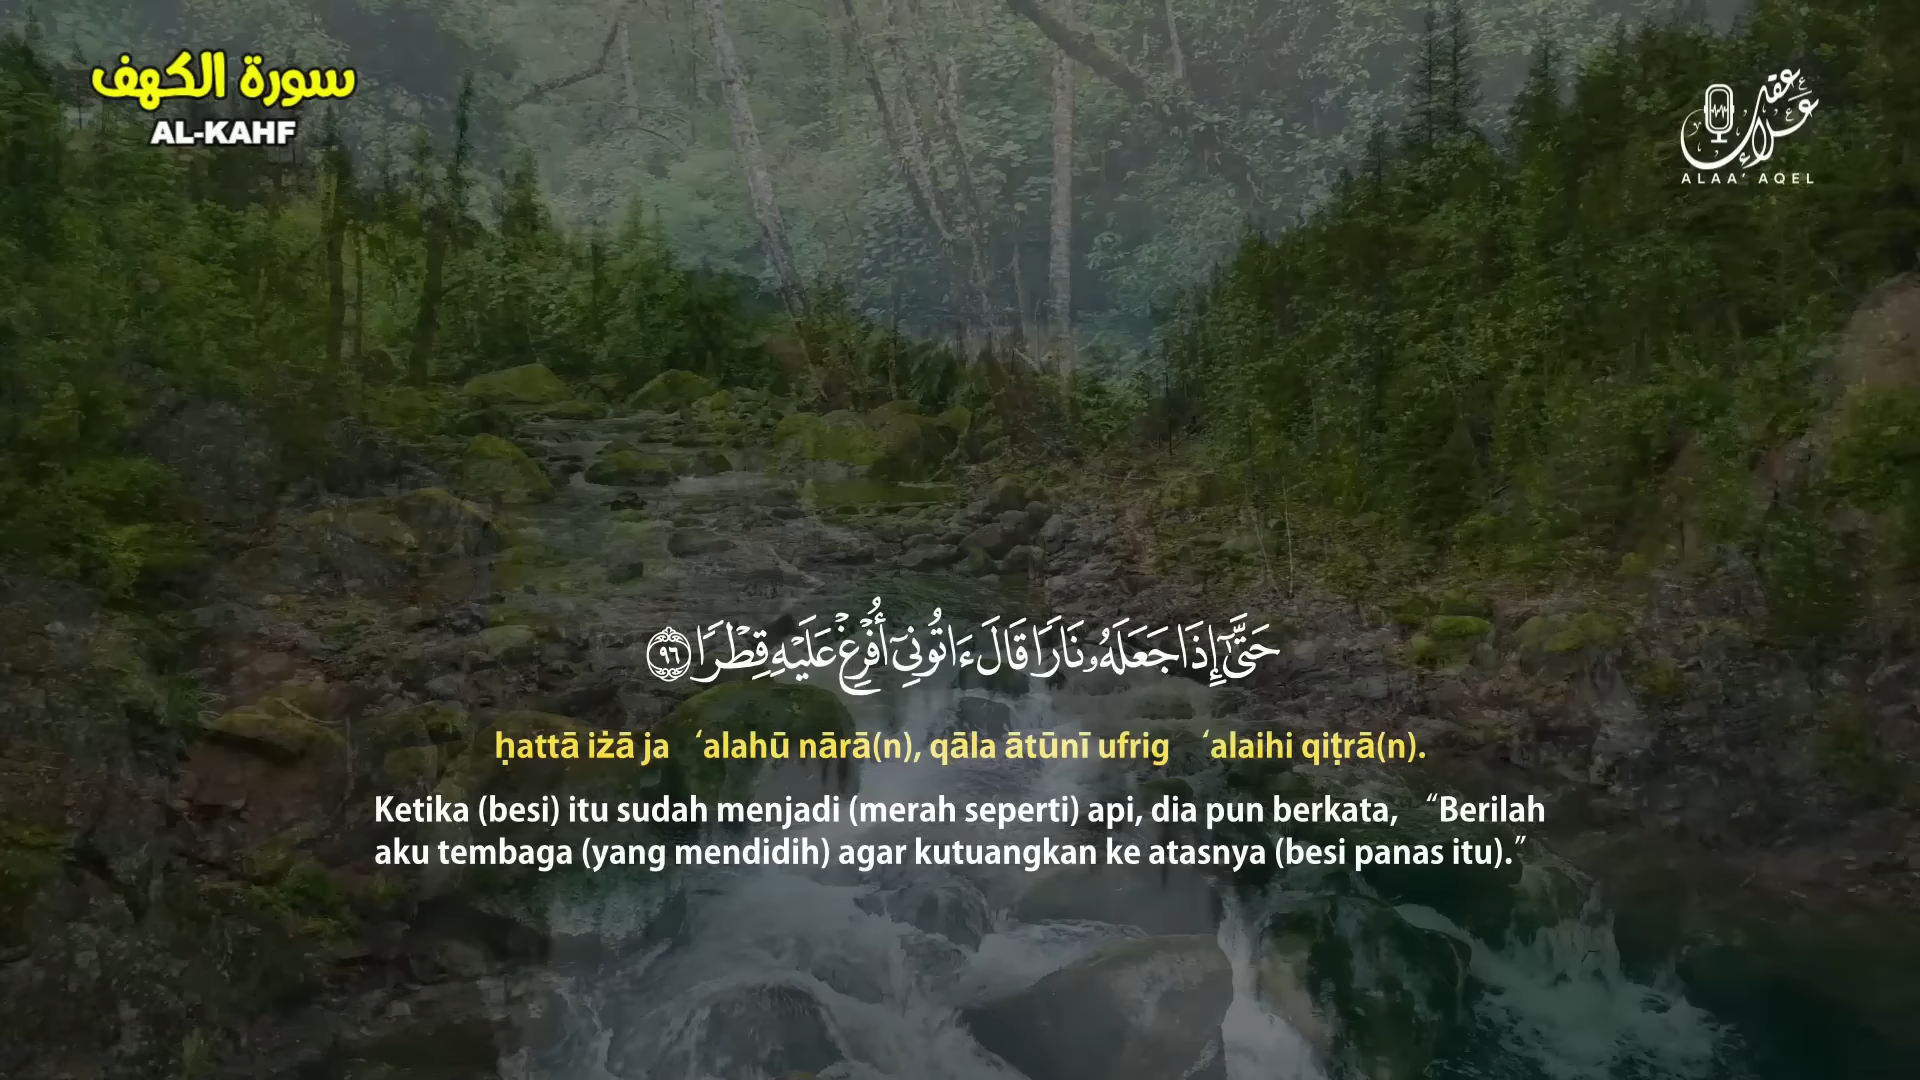 سورة الكهف
AL-KAHF
علاء عقل
ALAA' AQEL
حَتَّىٰٓ إِذَا جَعَلَهُۥ نَارًا قَالَ ءَاتُونِىٓ أُفْرِغْ عَلَيْهِ قِطْرًا ٩٦
ḥattā iżā ja ‘alahū nārā(n), qāla ātūnī ufrig ‘alaihi qiṭrā(n).
Ketika (besi) itu sudah menjadi (merah seperti) api, dia pun berkata, “Berilah
aku tembaga (yang mendidih) agar kutuangkan ke atasnya (besi panas itu).”